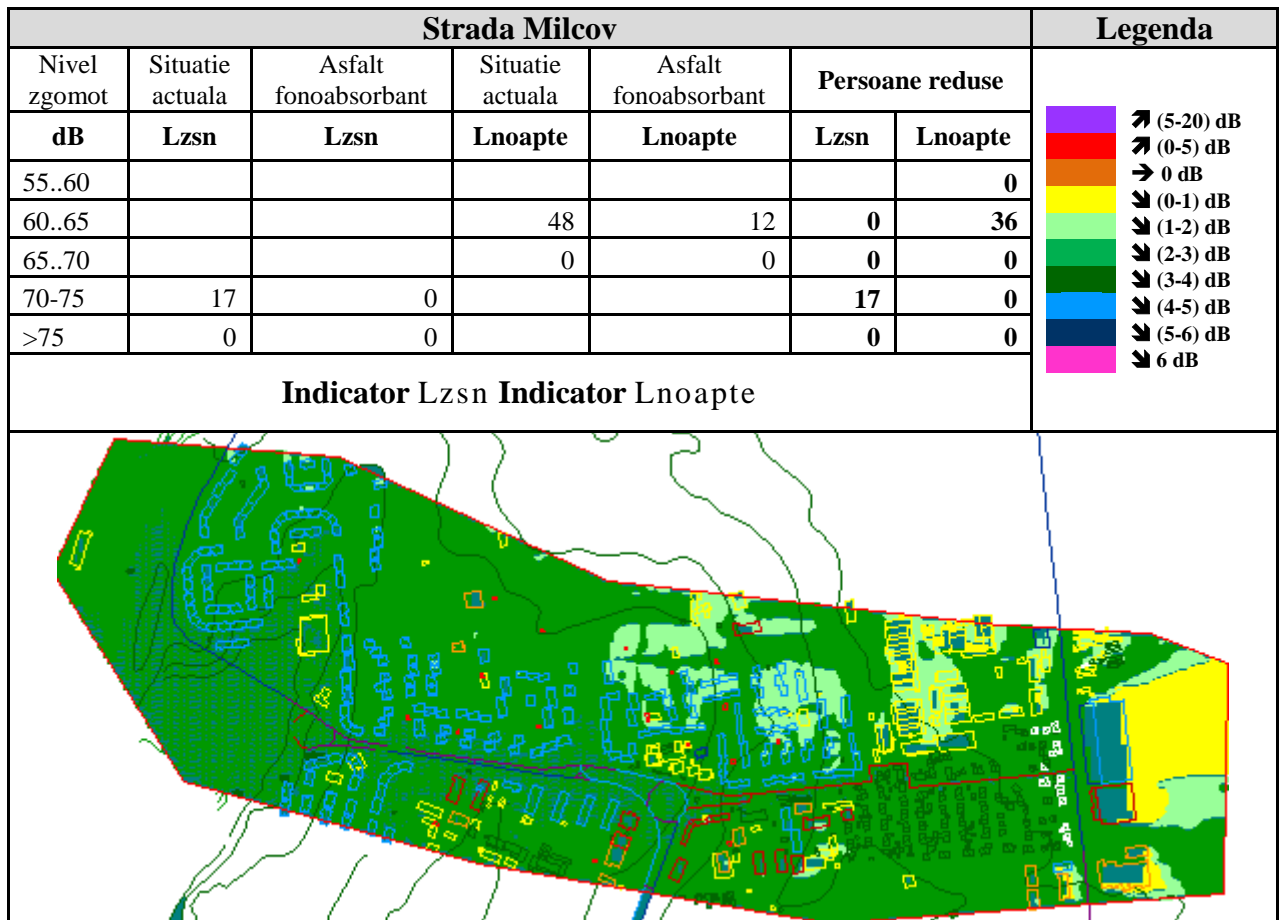 Strada Milcov
Legenda
Nivel zgomot Situatie actuala Asfalt fonoabsorbant Situatie actuala Asfalt fonoabsorbant Persoane reduse
dB Lzsn Lzsn Lnoapte Lnoapte Lzsn Lnoapte
55..60 0
60..65 48 12 0 36
65..70 0 0 0 0
70-75 17 0 17 0
>75 0 0 0 0
Indicator Lzsn Indicator Lnoapte
🡽 (5-20) dB
🡽 (0-5) dB
🡲 0 dB
🡾 (0-1) dB
🡾 (1-2) dB
🡾 (2-3) dB
🡾 (3-4) dB
🡾 (4-5) dB
🡾 (5-6) dB
🡾 6 dB